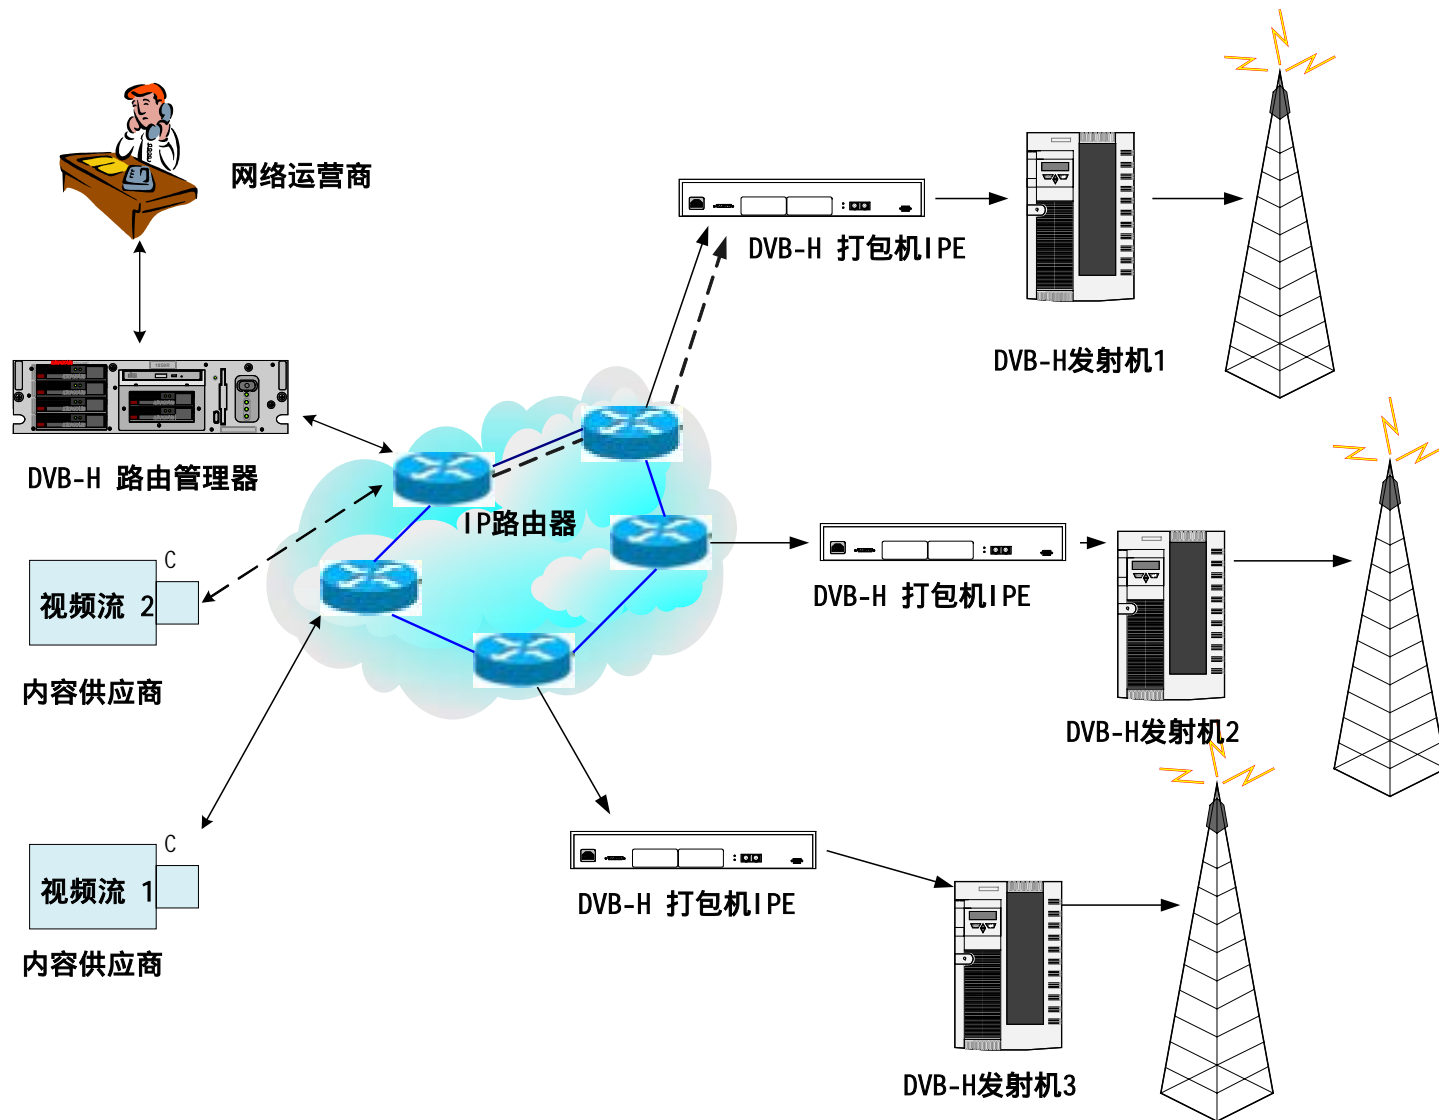 网络运营商
DVB-H 打包机IPE
DVB-H发射机1
DVB-H 路由管理器
IP路由器
C
视频流 2
内容供应商
DVB-H 打包机IPE
DVB-H发射机2
C
视频流 1
内容供应商
DVB-H 打包机IPE
DVB-H发射机3